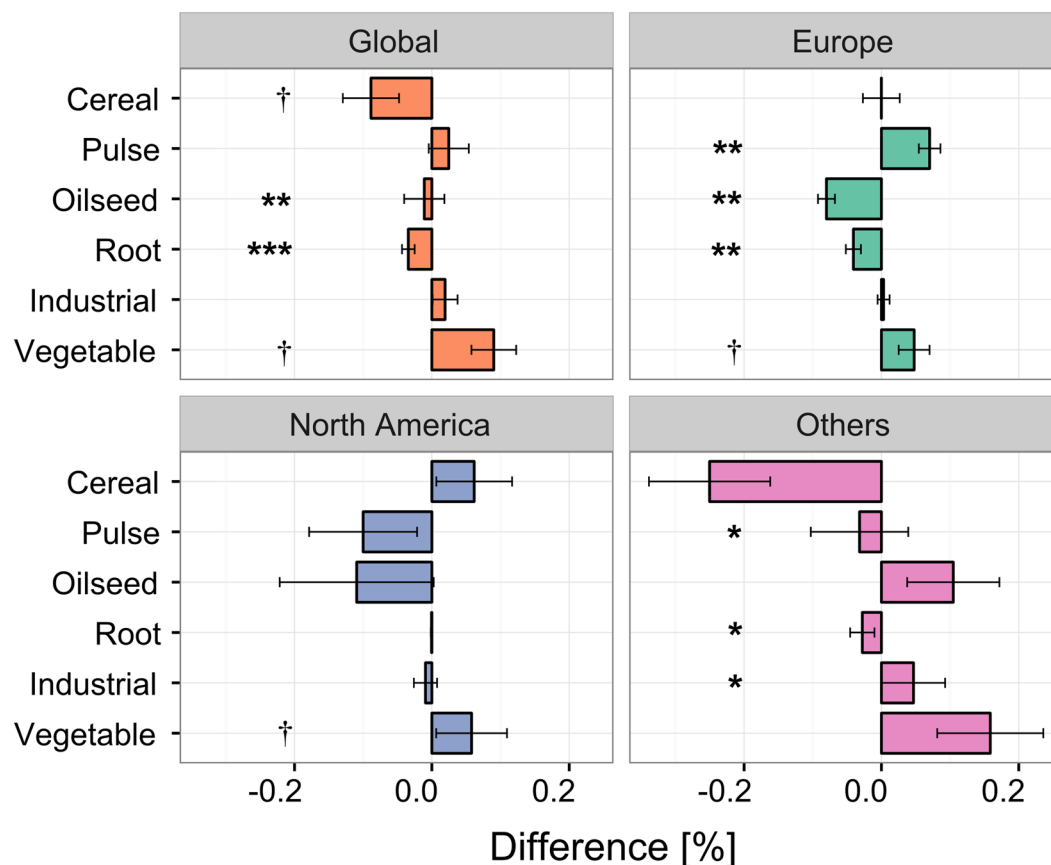 Global
Europe
Cereal †
Pulse **
Oilseed ** **
Root *** **
Industrial
Vegetable † †
North America
Others
Cereal
Pulse *
Oilseed
Root *
Industrial *
Vegetable †
-0.2 0.0 0.2 -0.2 0.0 0.2
Difference [%]